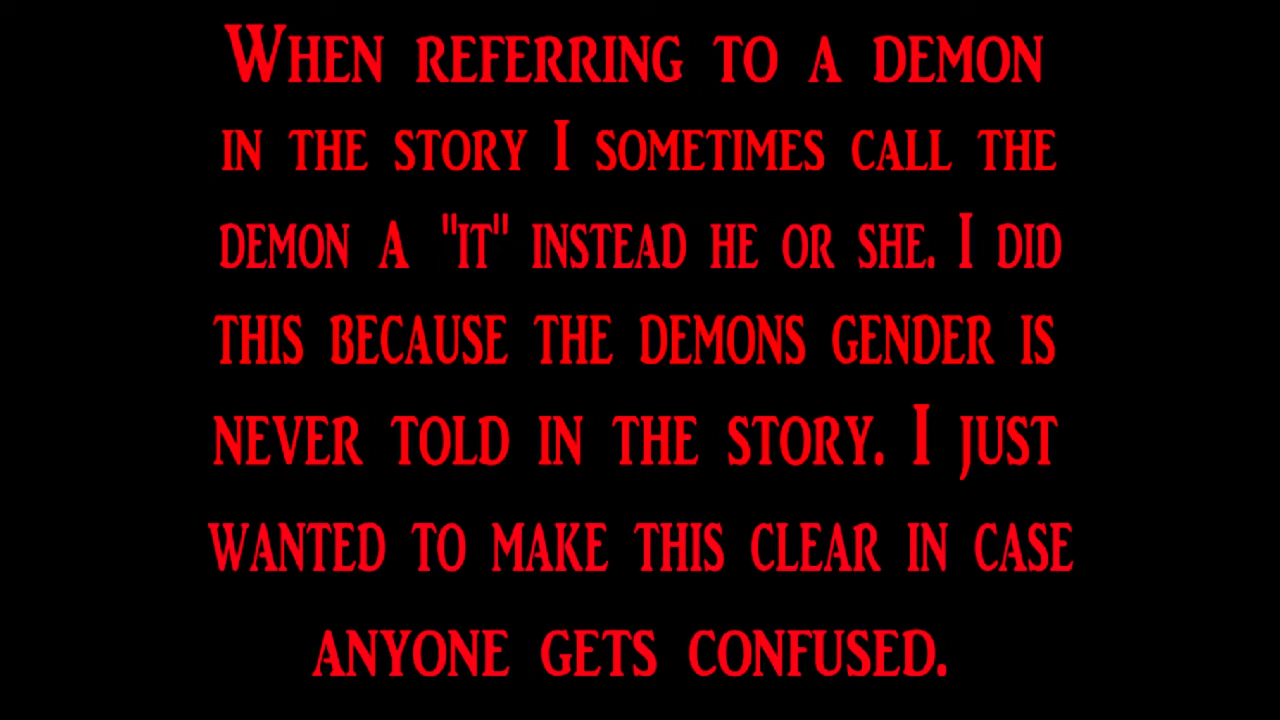 When referring to a demon
in the story I sometimes call the
demon a "it" instead he or she. I did
this because the demons gender is
never told in the story. I just
wanted to make this clear in case
anyone gets confused.